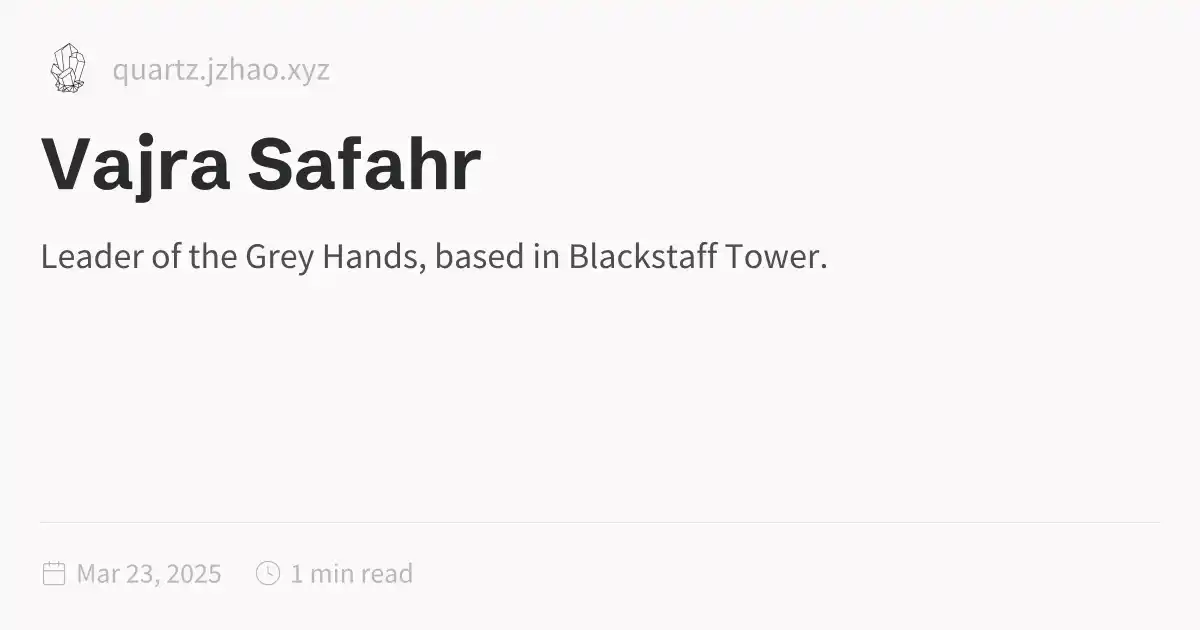 quartz.jzhao.xyz
Vajra Safahr
Leader of the Grey Hands, based in Blackstaff Tower.
Mar 23, 2025 1 min read